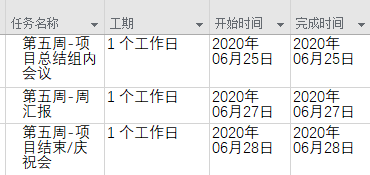 任务名称 工期 开始时间 完成时间
第五周-项 1 个工作日 2020年 2020年
目总结组内 06月25日 06月25日
会议
第五周-周 1 个工作日 2020年 2020年
汇报 06月27日 06月27日
第五周-项 1 个工作日 2020年 2020年
目结束/庆 06月28日 06月28日
祝会